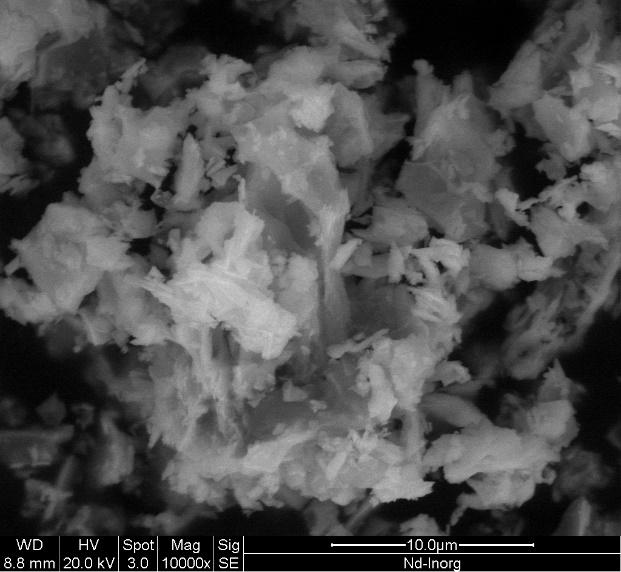 WD HV Spot Mag Sig 10.0µm
8.8 mm 20.0 kV 3.0 10000x SE Nd-Inorg